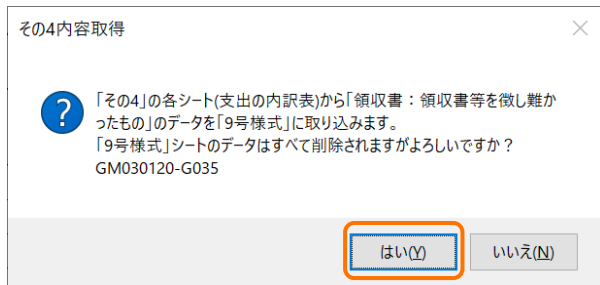 その4内容取得
「その4」の各シート(支出の内訳表)から「領収書：領収書等を徴し難か
ったもの」のデータを「9号様式」に取り込みます。
「9号様式」シートのデータはすべて削除されますがよろしいですか？
GM030120-G035
はい(Y) いいえ(N)